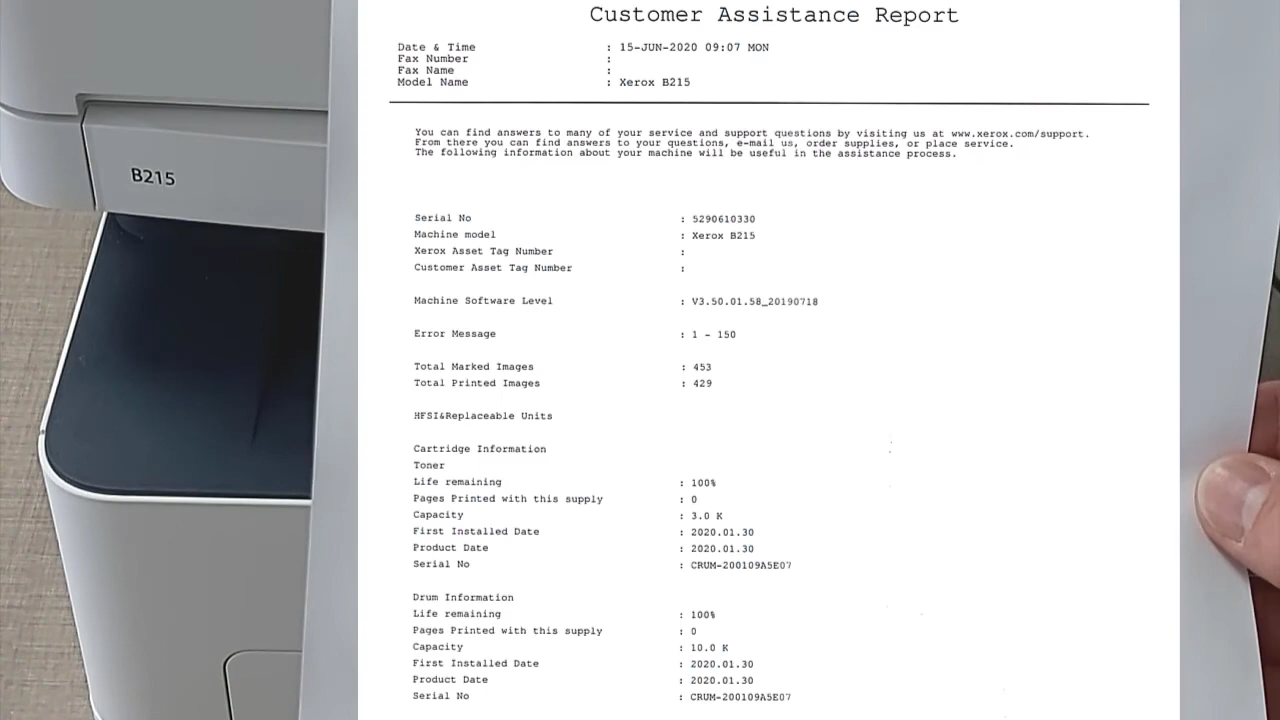 Customer Assistance Report
Date & Time : 15-JUN-2020 09:07 MON
Fax Number :
Fax Name :
Model Name : Xerox B215
You can find answers to many of your service and support questions by visiting us at www.xerox.com/support.
From there you can find answers to your questions, e-mail us, order supplies, or place service.
The following information about your machine will be useful in the assistance process.
B215
Serial No : 5290610330
Machine model : Xerox B215
Xerox Asset Tag Number :
Customer Asset Tag Number :
Machine Software Level : V3.50.01.58_20190718
Error Message : 1 - 150
Total Marked Images : 453
Total Printed Images : 429
HFSI&Replaceable Units
Cartridge Information
Toner
Life remaining : 100%
Pages Printed with this supply : 0
Capacity : 3.0 K
First Installed Date : 2020.01.30
Product Date : 2020.01.30
Serial No : CRUM-200109A5E07
Drum Information
Life remaining : 100%
Pages Printed with this supply : 0
Capacity : 10.0 K
First Installed Date : 2020.01.30
Product Date : 2020.01.30
Serial No : CRUM-200109A5E07